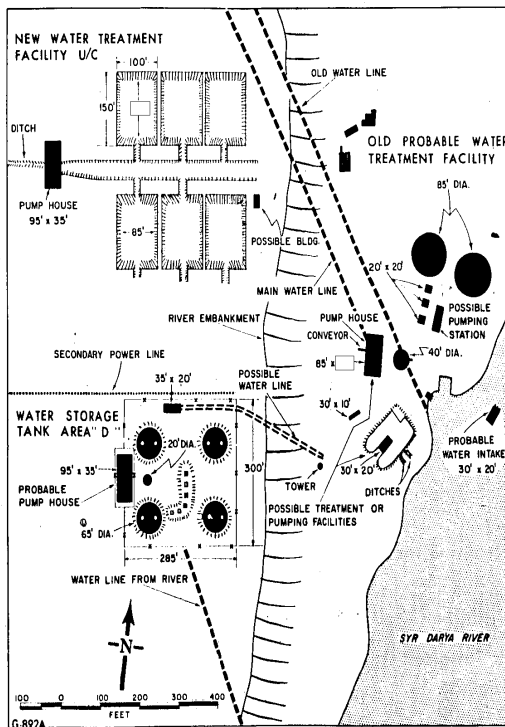 NEW WATER TREATMENT
FACILITY U/C
100'
150'
DITCH
PUMP HOUSE
95' x 35'
85'
POSSIBLE BLDG.
OLD WATER LINE
OLD PROBABLE WATER
TREATMENT FACILITY
85' DIA.
20' x 20'
POSSIBLE
PUMPING
STATION
MAIN WATER LINE
PUMP HOUSE
CONVEYOR
85' x
40' DIA.
RIVER EMBANKMENT
SECONDARY POWER LINE
35' x 20'
POSSIBLE
WATER LINE
30' x 10'
WATER STORAGE
TANK AREA "D"
20' DIA.
300'
95' x 35'
PROBABLE
PUMP HOUSE
65' DIA.
285'
TOWER
30' x 20'
DITCHES
PROBABLE
WATER INTAKE
30' x 20'
POSSIBLE TREATMENT OR
PUMPING FACILITIES
WATER LINE FROM RIVER
SYR DARYA RIVER
N
100 0 100 200 300 400
FEET
G-892A